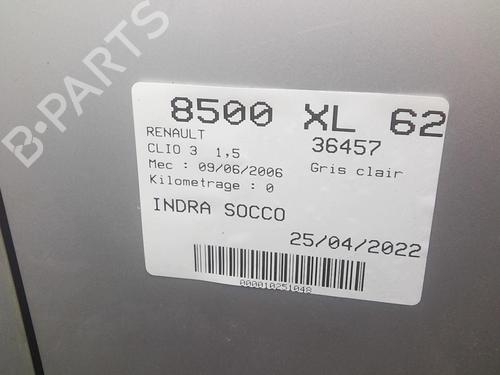 B-PARTS
8500 XL 62
RENAULT 36457
CLIO 3 1,5
Mec : 09/06/2006 Gris clair
Kilometrage : 0
INDRA SOCCO
25/04/2022
000010251048